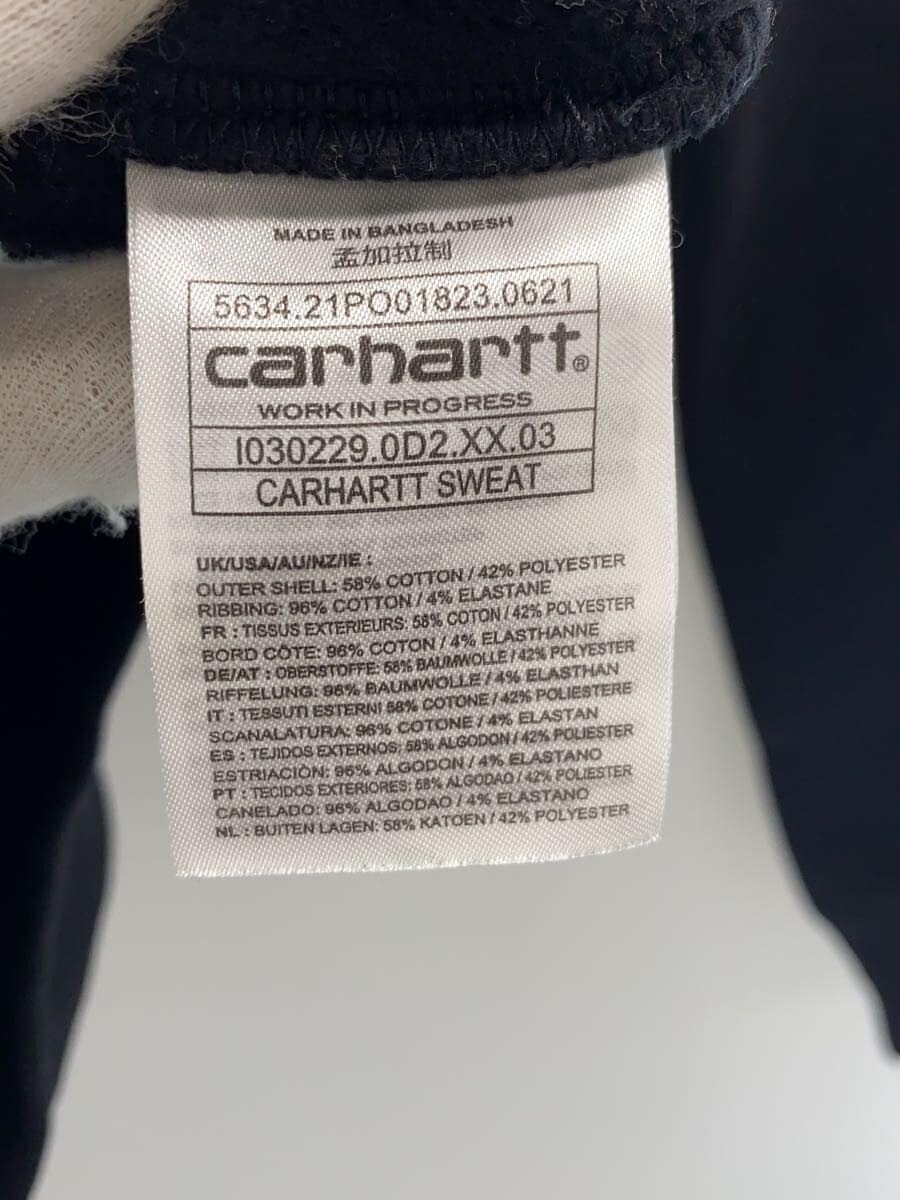 MADE IN BANGLADESH
孟加拉制
5634.21PO01823.0621
carhartt®
WORK IN PROGRESS
I030229.0D2.XX.03
CARHARTT SWEAT
UK/USA/AU/NZ/IE :
OUTER SHELL: 58% COTTON / 42% POLYESTER
RIBBING: 96% COTTON / 4% ELASTANE
FR : TISSUS EXTERIEURS: 58% COTON / 42% POLYESTER
BORD CÔTE: 96% COTON / 4% ELASTHANNE
DE/AT : OBERSTOFFE: 58% BAUMWOLLE / 42% POLYESTER
RIFFELUNG: 96% BAUMWOLLE / 4% ELASTHAN
IT : TESSUTI ESTERNI 58% COTONE / 42% POLIESTERE
SCANALATURA: 96% COTONE / 4% ELASTAN
ES : TEJIDOS EXTERNOS: 58% ALGODON / 42% POLIESTER
ESTRIACIÓN: 96% ALGODON / 4% ELASTANO
PT : TECIDOS EXTERIORES: 58% ALGODAO / 42% POLIESTER
CANELADO: 96% ALGODAO / 4% ELASTANO
NL : BUITEN LAGEN: 58% KATOEN / 42% POLYESTER